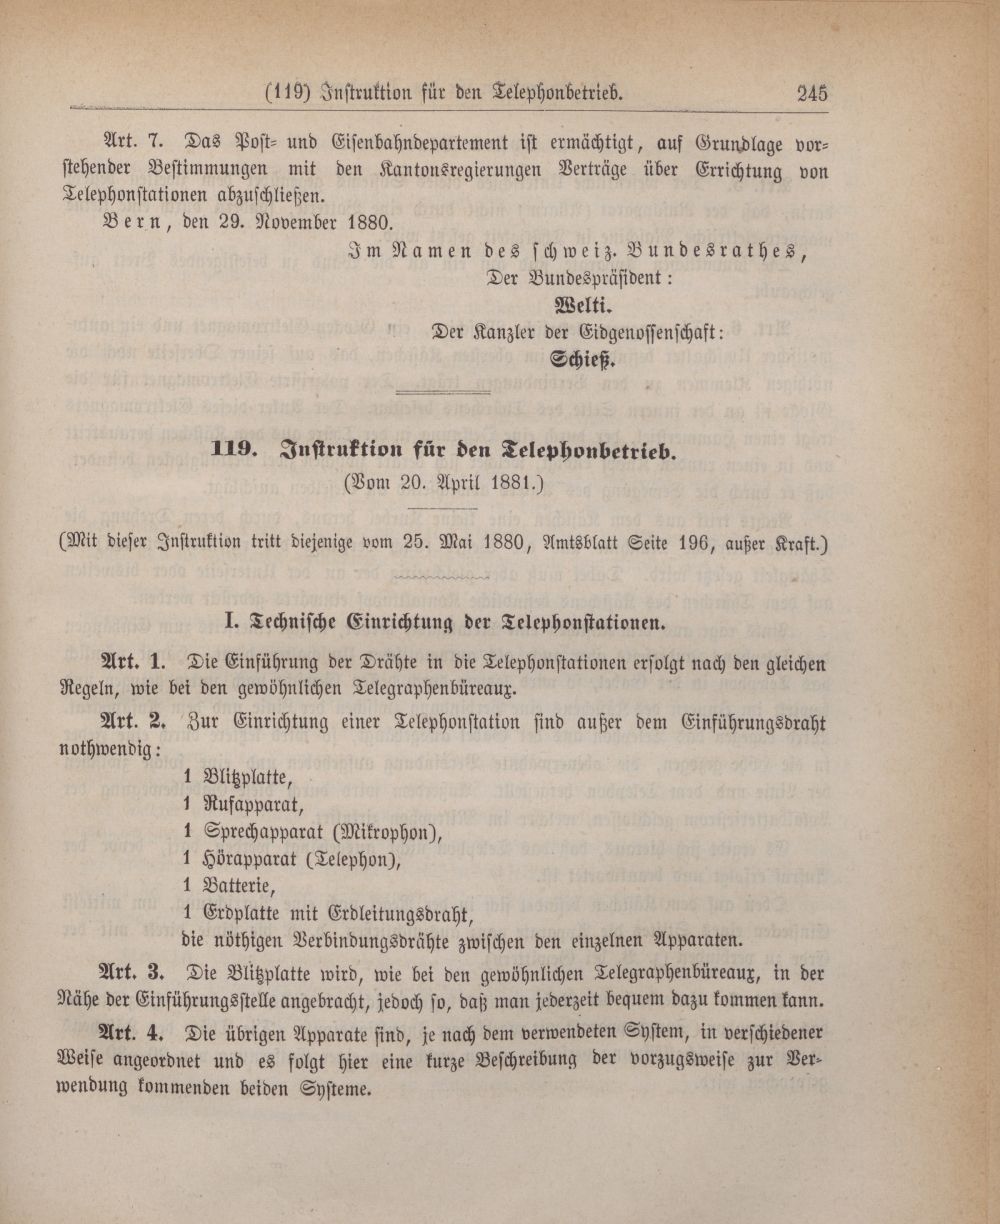 (119) Instruktion für den Telephonbetrieb. 245
Art. 7. Das Post- und Eisenbahndepartement ist ermächtigt, auf Grundlage vor-
stehender Bestimmungen mit den Kantonsregierungen Verträge über Errichtung von
Telephonstationen abzuschließen.
Bern, den 29. November 1880.
Im Namen des schweiz. Bundesrathes,
Der Bundespräsident:
Welti.
Der Kanzler der Eidgenossenschaft:
Schieß.
119. Instruktion für den Telephonbetrieb.
(Vom 20. April 1881.)
(Mit dieser Instruktion tritt diejenige vom 25. Mai 1880, Amtsblatt Seite 196, außer Kraft.)
I. Technische Einrichtung der Telephonstationen.
Art. 1. Die Einführung der Drähte in die Telephonstationen erfolgt nach den gleichen
Regeln, wie bei den gewöhnlichen Telegraphenbüreaux.
Art. 2. Zur Einrichtung einer Telephonstation sind außer dem Einführungsdraht
nothwendig:
1 Blitzplatte,
1 Rufapparat,
1 Sprechapparat (Mikrophon),
1 Hörapparat (Telephon),
1 Batterie,
1 Erdplatte mit Erdleitungsdraht,
die nöthigen Verbindungsdrähte zwischen den einzelnen Apparaten.
Art. 3. Die Blitzplatte wird, wie bei den gewöhnlichen Telegraphenbüreaux, in der
Nähe der Einführungsstelle angebracht, jedoch so, daß man jederzeit bequem dazu kommen kann.
Art. 4. Die übrigen Apparate sind, je nach dem verwendeten System, in verschiedener
Weise angeordnet und es folgt hier eine kurze Beschreibung der vorzugsweise zur Ver-
wendung kommenden beiden Systeme.